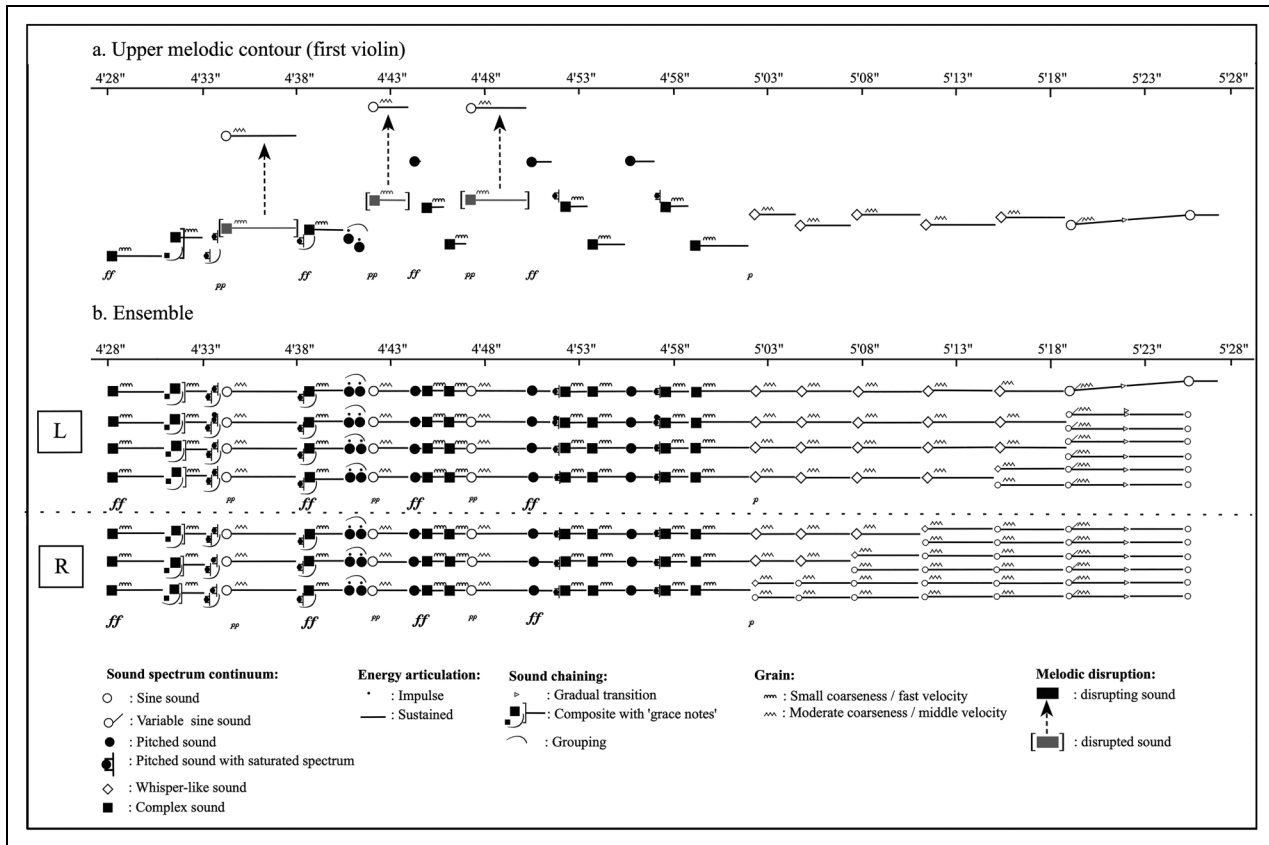 a. Upper melodic contour (first violin)
4'28" 4'33" 4'38" 4'43" 4'48" 4'53" 4'58" 5'03" 5'08" 5'13" 5'18" 5'23" 5'28"
ff pp ff pp ff pp ff p
b. Ensemble
4'28" 4'33" 4'38" 4'43" 4'48" 4'53" 4'58" 5'03" 5'08" 5'13" 5'18" 5'23" 5'28"
L
ff pp ff pp ff pp ff p
R
ff pp ff pp ff pp ff p
Sound spectrum continuum:
: Sine sound
: Variable sine sound
: Pitched sound
: Pitched sound with saturated spectrum
: Whisper-like sound
: Complex sound
Energy articulation:
: Impulse
: Sustained
Sound chaining:
: Gradual transition
: Composite with 'grace notes'
: Grouping
Grain:
: Small coarseness / fast velocity
: Moderate coarseness / middle velocity
Melodic disruption:
: disrupting sound
: disrupted sound